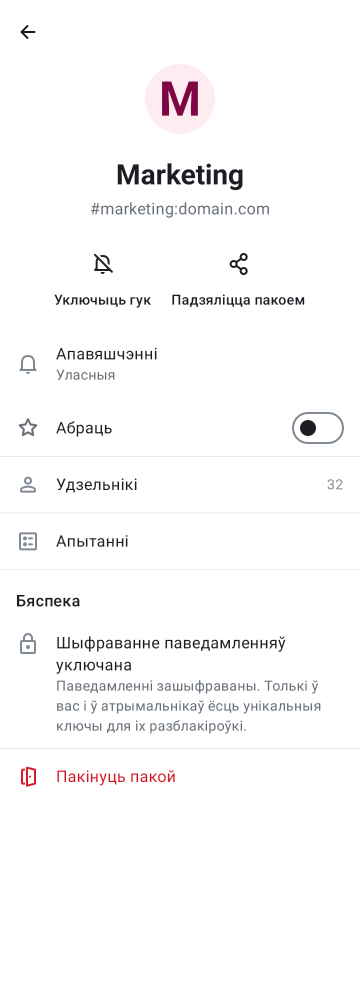 M
Marketing
#marketing:domain.com
Уключыць гук
Падзяліцца пакоем
Апавяшчэнні
Уласныя
Абраць
Удзельнікі
32
Апытанні
Бяспека
Шыфраванне паведамленняў
уключана
Паведамленні зашыфраваны. Толькі ў
вас і ў атрымальнікаў ёсць унікальныя
ключы для іх разблакіроўкі.
Пакінуць пакой